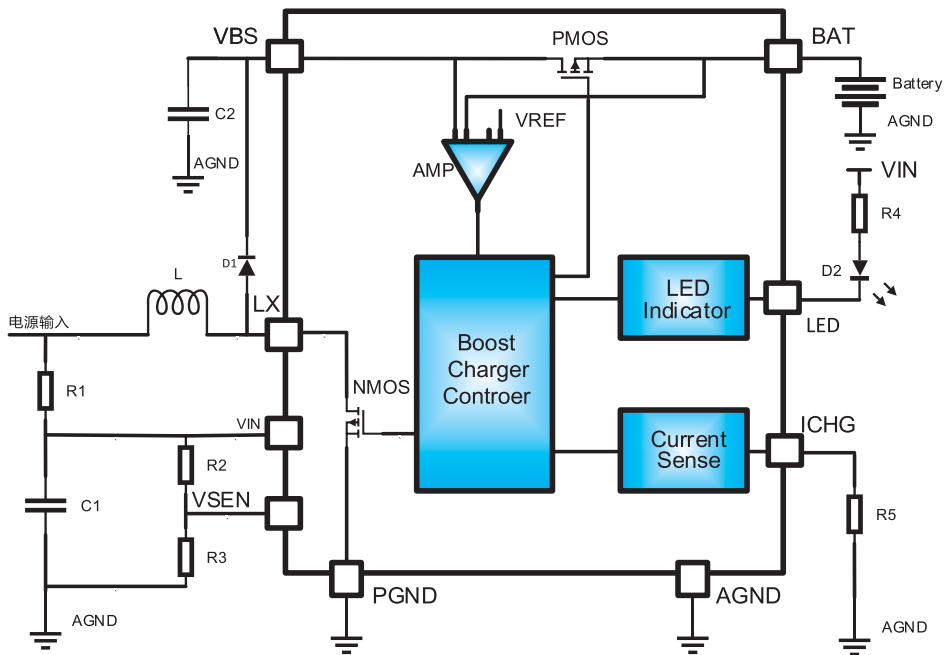 VBS
PMOS
BAT
C2
AGND
VREF
AMP
Battery
AGND
VIN
R4
D1
D2
L
LX
电源输入
LED
Indicator
LED
Boost
Charger
Controer
NMOS
R1
VIN
R2
VSEN
C1
R3
Current
Sense
ICHG
R5
AGND
PGND
AGND
AGND